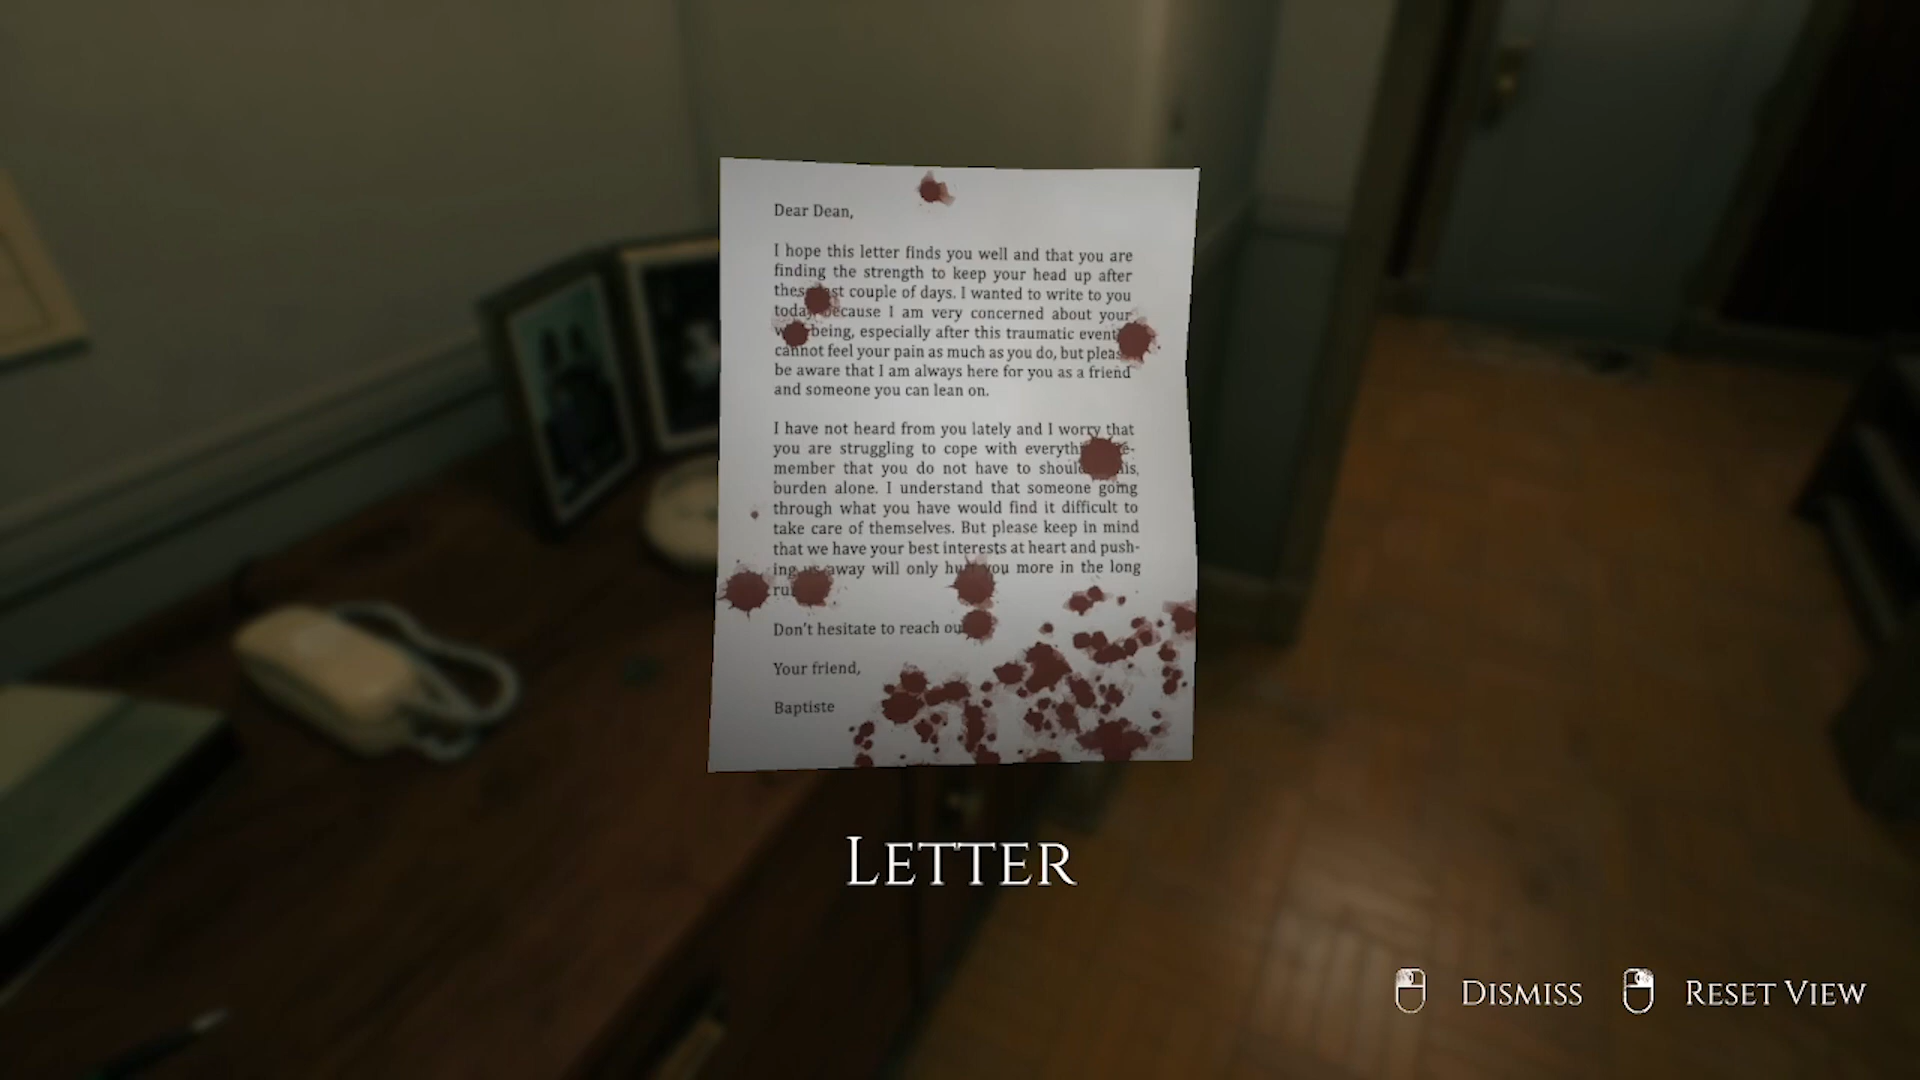 Dear Dean,
I hope this letter finds you well and that you are
finding the strength to keep your head up after
couple of days. I wanted to write to you
because I am very concerned about your
being, especially after this traumatic event
cannot feel your pain as much as you do, but
be aware that I am always here for you as a friend
and someone you can lean on.
I have not heard from you lately and I worry that
you are struggling to cope with
member that you do not have to
burden alone. I understand that someone going
through what you have would find it difficult to
take care of themselves. But please keep in mind
that we have your best interests at heart and push-
ing us away will only you more in the long
Don't hesitate to reach
Your friend,
Baptiste
LETTER
DISMISS RESET VIEW